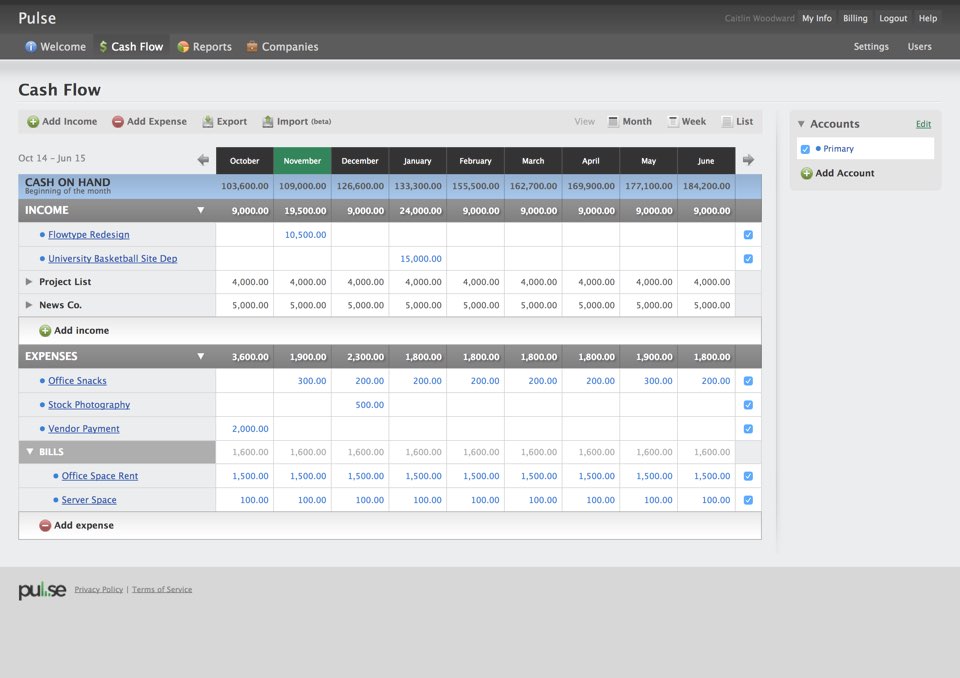 Pulse
Caitlin Woodward My Info Billing Logout Help
Welcome $ Cash Flow Reports Companies
Settings Users
Cash Flow
Add Income Add Expense Export Import (beta)
View Month Week List
Accounts Edit
Primary
Add Account
Oct 14 - Jun 15
October November December January February March April May June
CASH ON HAND
Beginning of the month
103,600.00 109,000.00 126,600.00 133,300.00 155,500.00 162,700.00 169,900.00 177,100.00 184,200.00
INCOME 9,000.00 19,500.00 9,000.00 24,000.00 9,000.00 9,000.00 9,000.00 9,000.00 9,000.00
Flowtype Redesign 10,500.00
University Basketball Site Dep 15,000.00
Project List 4,000.00 4,000.00 4,000.00 4,000.00 4,000.00 4,000.00 4,000.00 4,000.00 4,000.00
News Co. 5,000.00 5,000.00 5,000.00 5,000.00 5,000.00 5,000.00 5,000.00 5,000.00 5,000.00
Add income
EXPENSES 3,600.00 1,900.00 2,300.00 1,800.00 1,800.00 1,800.00 1,800.00 1,900.00 1,800.00
Office Snacks 300.00 200.00 200.00 200.00 200.00 200.00 300.00 200.00
Stock Photography 500.00
Vendor Payment 2,000.00
BILLS 1,600.00 1,600.00 1,600.00 1,600.00 1,600.00 1,600.00 1,600.00 1,600.00 1,600.00
Office Space Rent 1,500.00 1,500.00 1,500.00 1,500.00 1,500.00 1,500.00 1,500.00 1,500.00 1,500.00
Server Space 100.00 100.00 100.00 100.00 100.00 100.00 100.00 100.00 100.00
Add expense
pulse Privacy Policy | Terms of Service